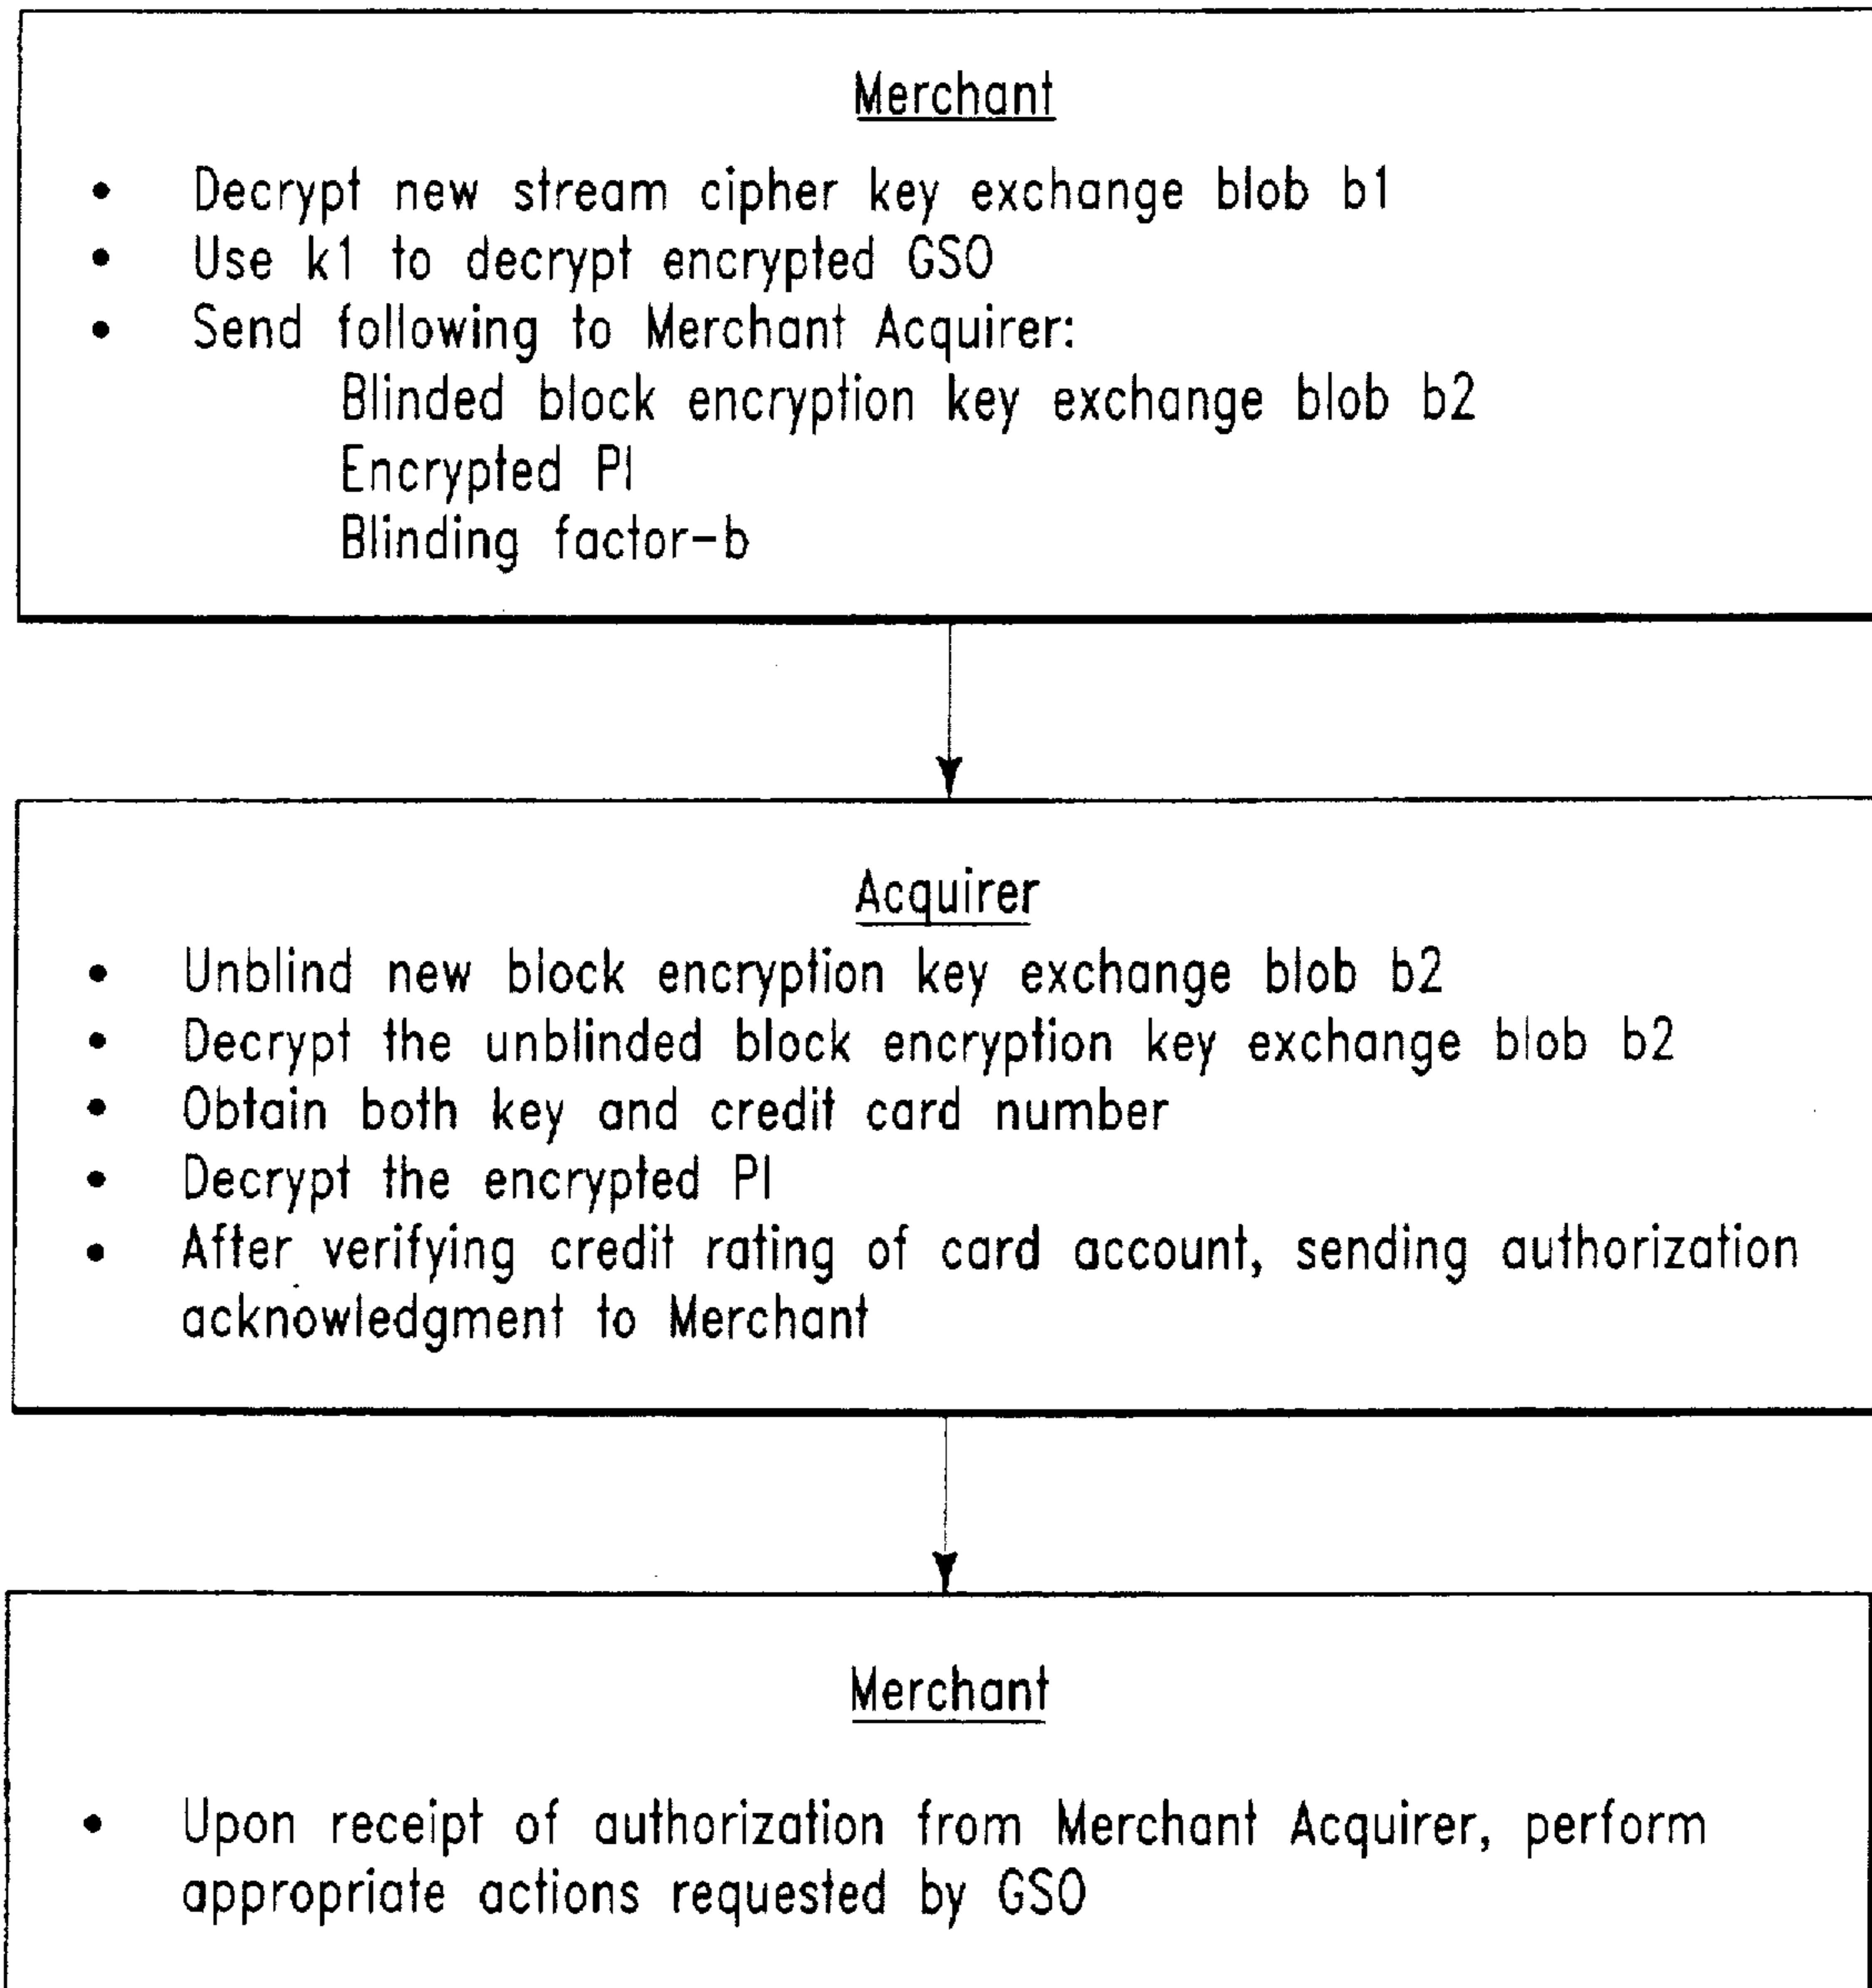 Merchant
• Decrypt new stream cipher key exchange blob b1
• Use k1 to decrypt encrypted GSO
• Send following to Merchant Acquirer:
Blinded block encryption key exchange blob b2
Encrypted PI
Blinding factor-b
Acquirer
• Unblind new block encryption key exchange blob b2
• Decrypt the unblinded block encryption key exchange blob b2
• Obtain both key and credit card number
• Decrypt the encrypted PI
• After verifying credit rating of card account, sending authorization
acknowledgment to Merchant
Merchant
• Upon receipt of authorization from Merchant Acquirer, perform
appropriate actions requested by GSO